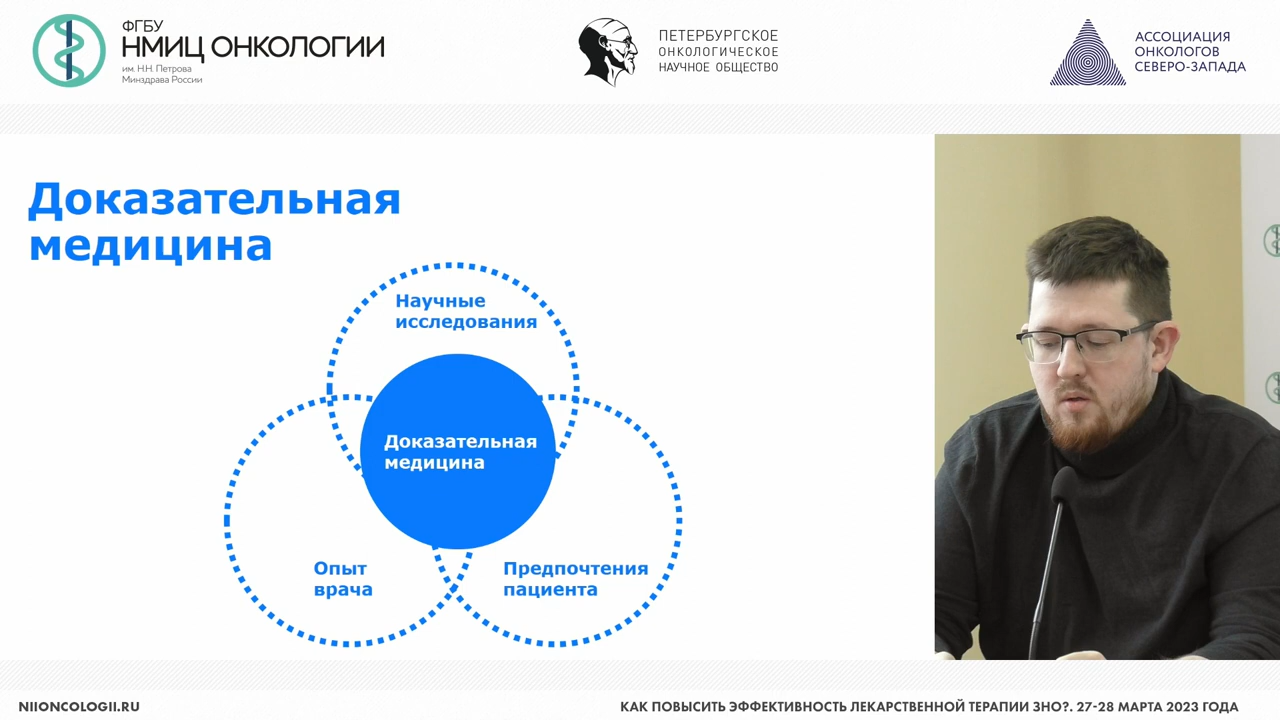 ФГБУ
НМИЦ ОНКОЛОГИИ
им. Н.Н. Петрова
Минздрава России
ПЕТЕРБУРГСКОЕ
ОНКОЛОГИЧЕСКОЕ
НАУЧНОЕ ОБЩЕСТВО
АССОЦИАЦИЯ
ОНКОЛОГОВ
СЕВЕРО-ЗАПАДА
Доказательная
медицина
Научные
исследования
Доказательная
медицина
Опыт
врача
Предпочтения
пациента
NIIONCOLOGII.RU
КАК ПОВЫСИТЬ ЭФФЕКТИВНОСТЬ ЛЕКАРСТВЕННОЙ ТЕРАПИИ ЗНО?. 27-28 МАРТА 2023 ГОДА